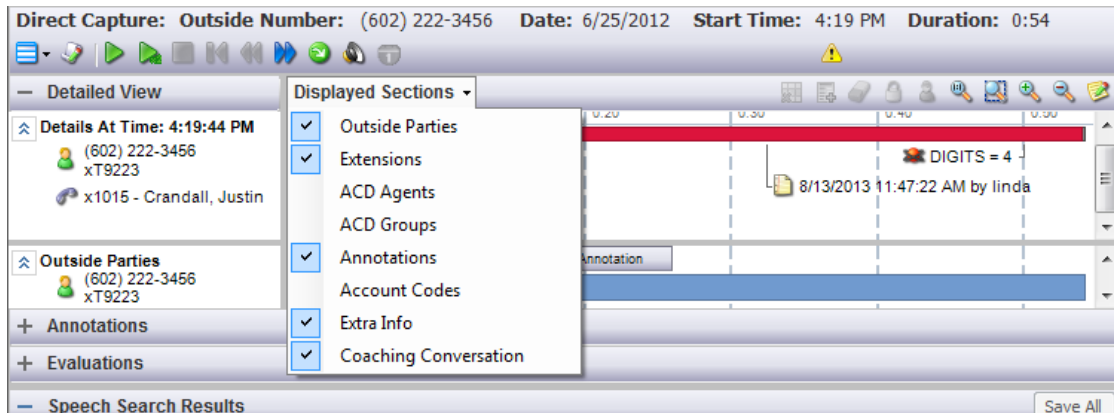 Direct Capture: Outside Number: (602) 222-3456 Date: 6/25/2012 Start Time: 4:19 PM Duration: 0:54
Detailed View
Displayed Sections
Details At Time: 4:19:44 PM
(602) 222-3456
xT9223
x1015 - Crandall, Justin
Outside Parties
Extensions
ACD Agents
ACD Groups
Annotations
Account Codes
Extra Info
Coaching Conversation
0:20 0:30 0:40 0:50
DIGITS = 4
8/13/2013 11:47:22 AM by linda
Outside Parties
(602) 222-3456
xT9223
Annotation
Annotations
Evaluations
Speech Search Results
Save All